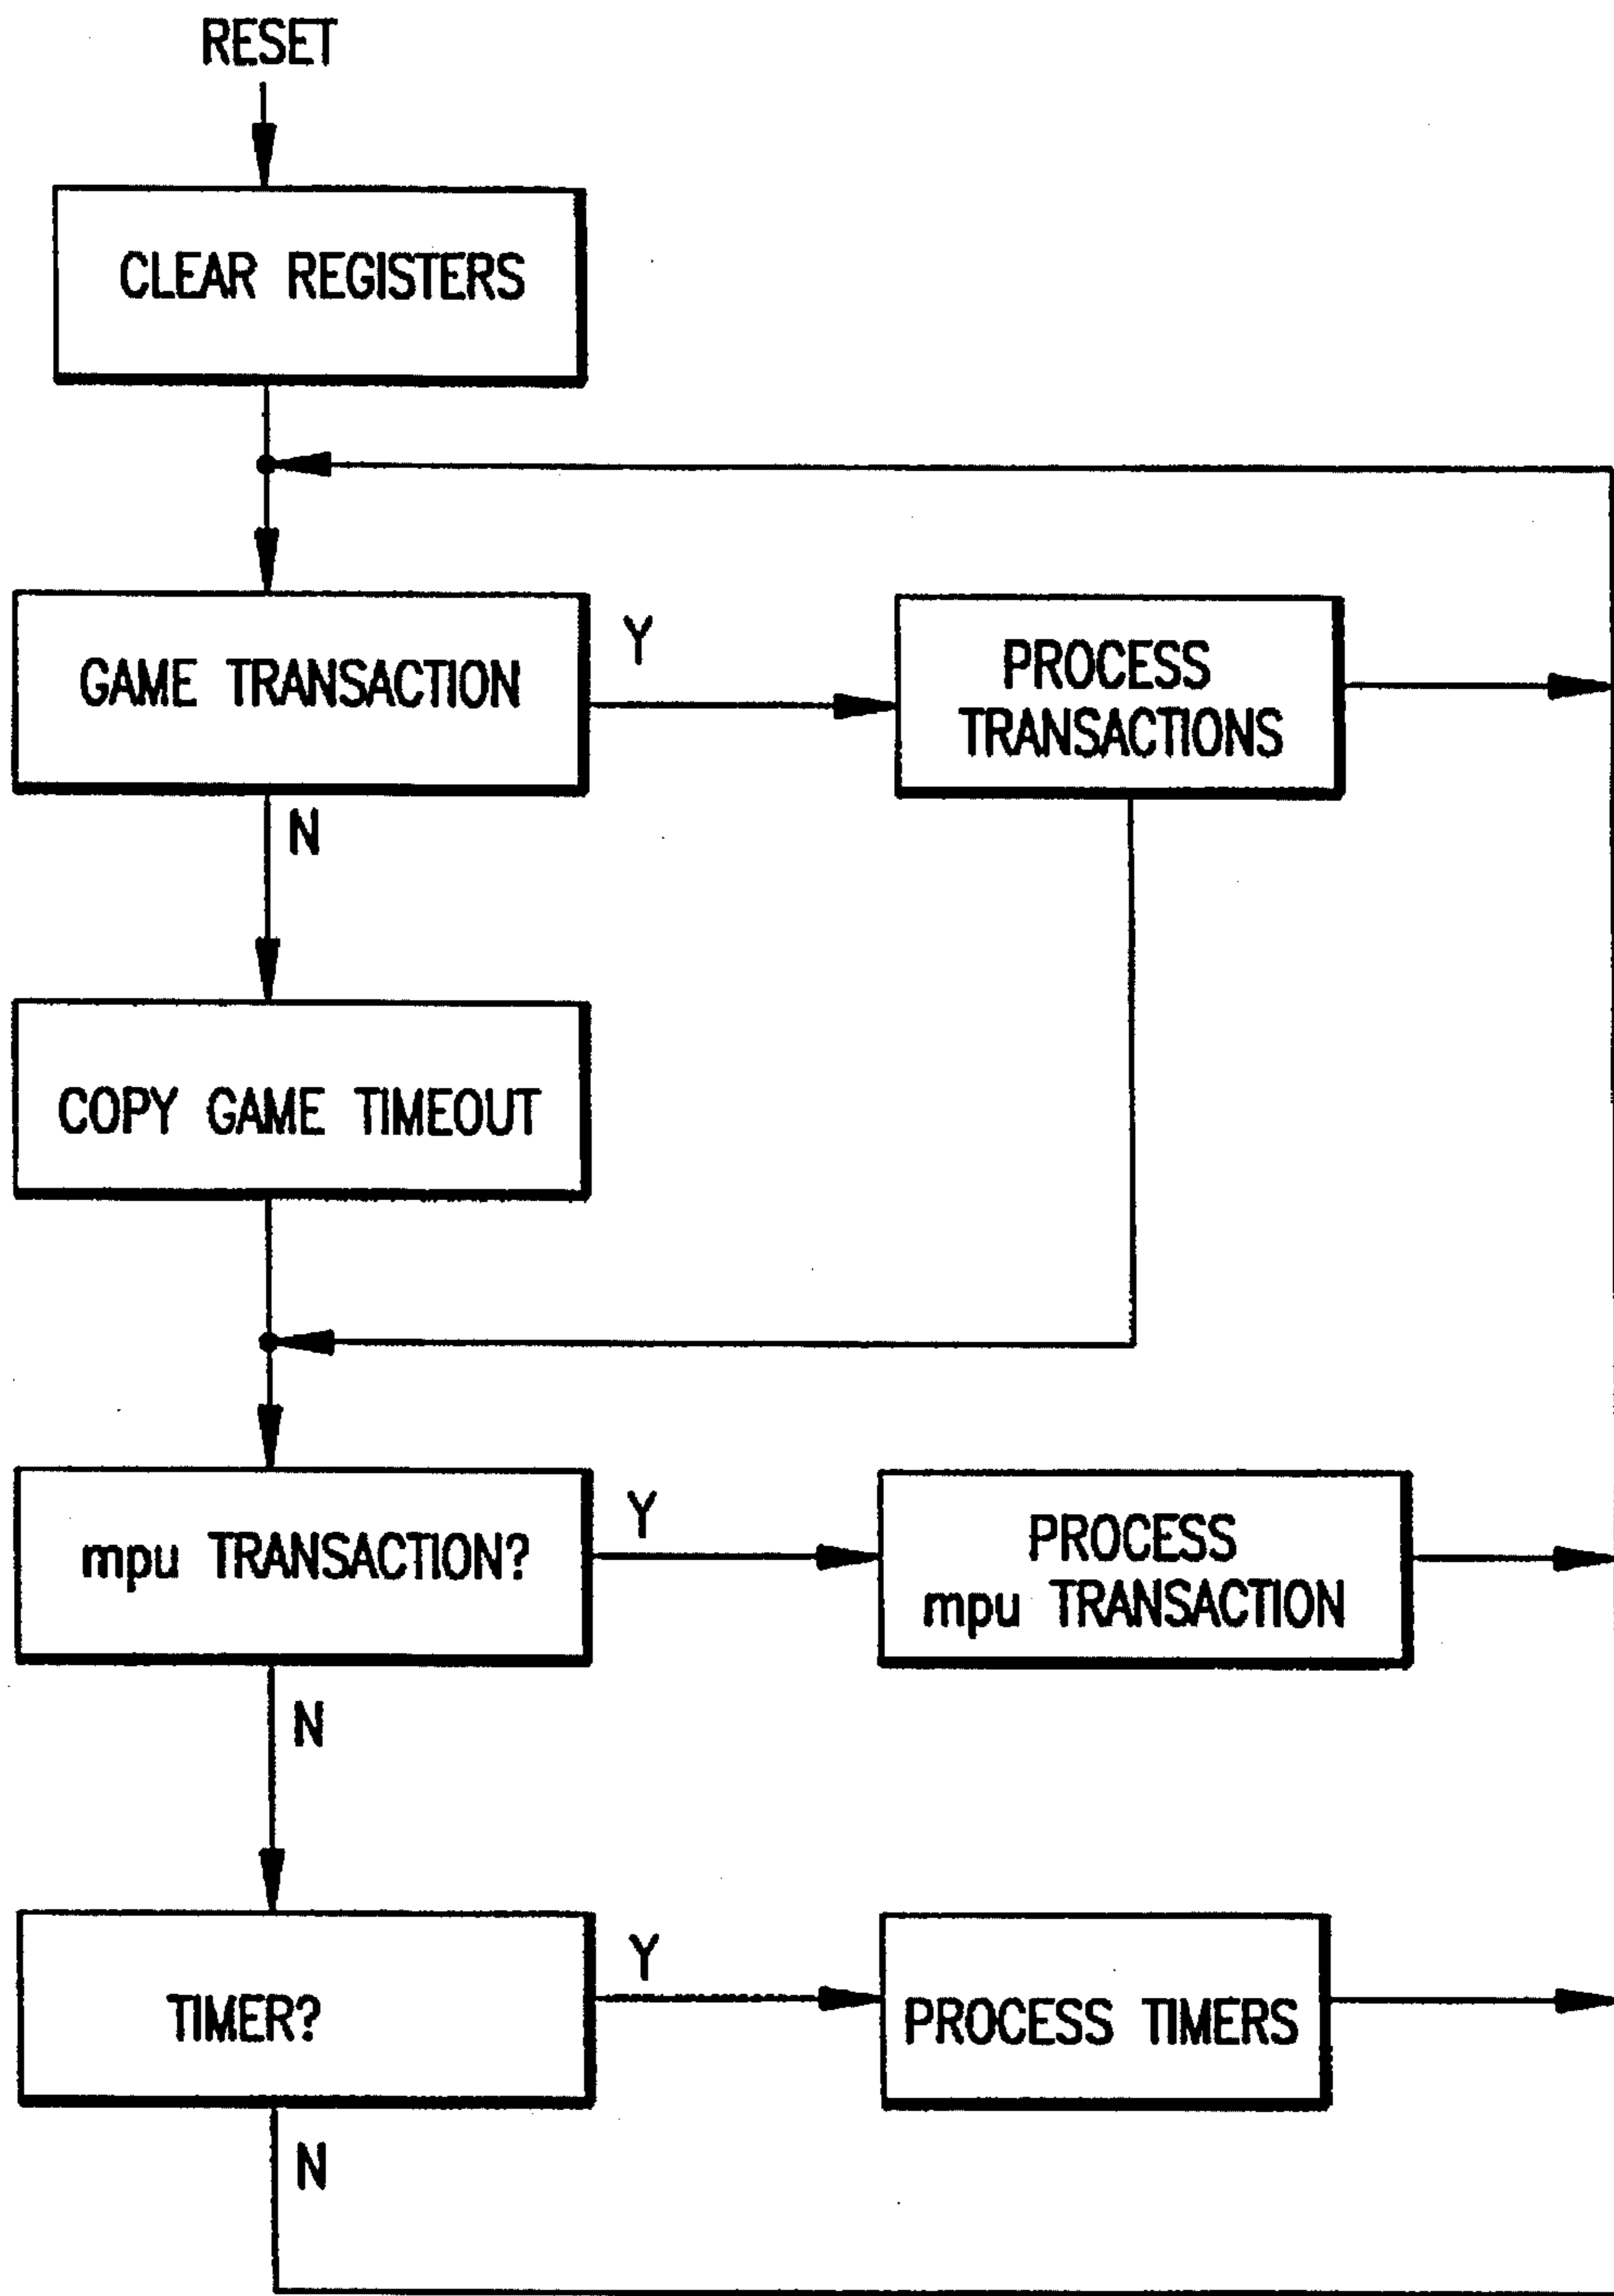 RESET
CLEAR REGISTERS
GAME TRANSACTION
Y
PROCESS
TRANSACTIONS
N
COPY GAME TIMEOUT
mpu TRANSACTION?
Y
PROCESS
mpu TRANSACTION
N
TIMER?
Y
PROCESS TIMERS
N